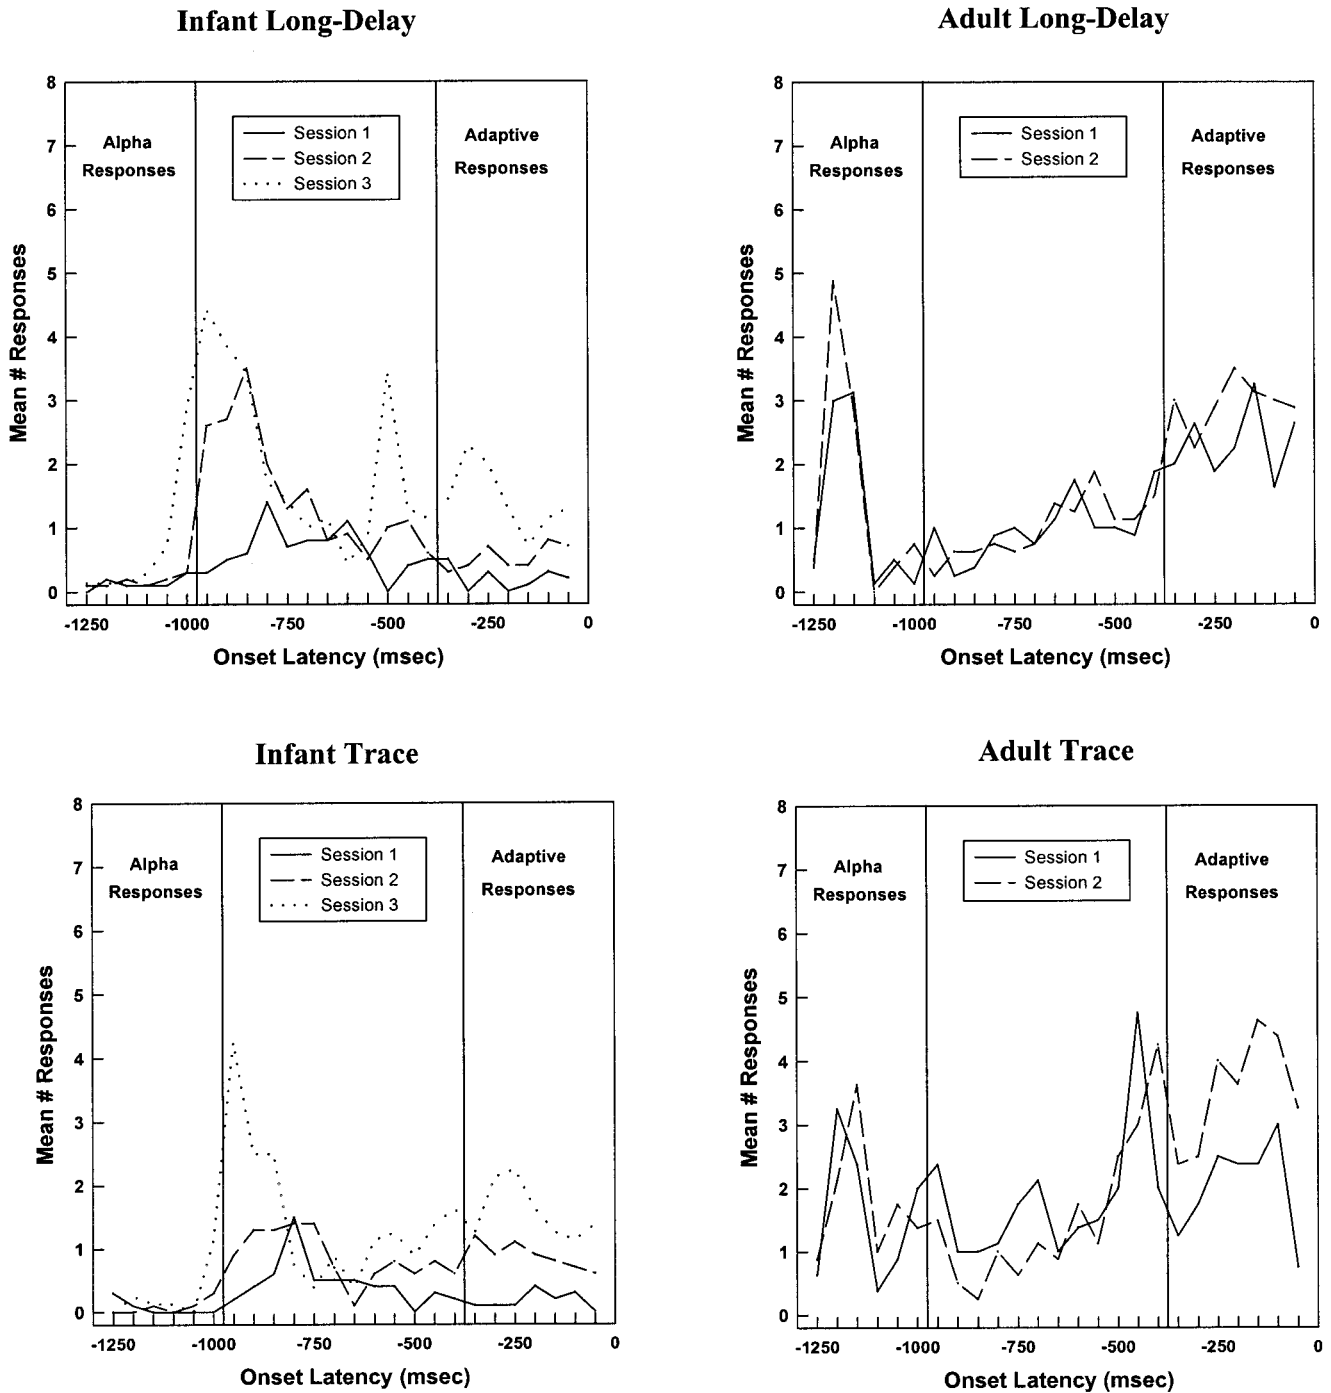 Infant Long-Delay
8
7
6
5
4
3
2
1
0
Mean # Responses
Alpha
Responses
Session 1
Session 2
Session 3
Adaptive
Responses
-1250
-1000
-750
-500
-250
0
Onset Latency (msec)
Adult Long-Delay
8
7
6
5
4
3
2
1
0
Mean # Responses
Alpha
Responses
Session 1
Session 2
Adaptive
Responses
-1250
-1000
-750
-500
-250
0
Onset Latency (msec)
Infant Trace
8
7
6
5
4
3
2
1
0
Mean # Responses
Alpha
Responses
Session 1
Session 2
Session 3
Adaptive
Responses
-1250
-1000
-750
-500
-250
0
Onset Latency (msec)
Adult Trace
8
7
6
5
4
3
2
1
0
Mean # Responses
Alpha
Responses
Session 1
Session 2
Adaptive
Responses
-1250
-1000
-750
-500
-250
0
Onset Latency (msec)